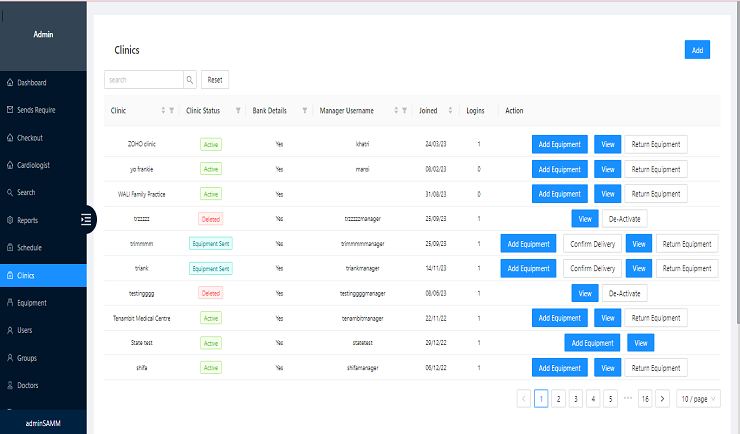 Admin
Dashboard
Sends Require
Checkout
Cardiologist
Search
Reports
Schedule
Clinics
Equipment
Users
Groups
Doctors
adminSAMM
Clinics Add
search Reset
Clinic Clinic Status Bank Details Manager Username Joined Logins Action
ZOHO clinic Active Yes khatri 24/03/23 1 Add Equipment View Return Equipment
yo frankie Active Yes mansi 08/02/23 0 Add Equipment View Return Equipment
WALI Family Practice Active Yes 31/08/23 0 Add Equipment View Return Equipment
trzzzzz Deleted Yes trzzzzzmanager 25/09/23 1 View De-Activate
trimmmm Equipment Sent Yes trimmmmmanager 25/09/23 1 Add Equipment Confirm Delivery View Return Equipment
triank Equipment Sent Yes triankmanager 14/11/23 1 Add Equipment Confirm Delivery View Return Equipment
testingggg Deleted Yes testinggggmanager 08/06/23 1 View De-Activate
Tenambit Medical Centre Active Yes tenambitmanager 22/11/22 1 Add Equipment View Return Equipment
State test Active Yes statetest 29/12/22 1 Add Equipment View
shifa Active Yes shifamanager 06/12/22 1 Add Equipment View Return Equipment
< 1 2 3 4 5 ••• 16 > 10 / page